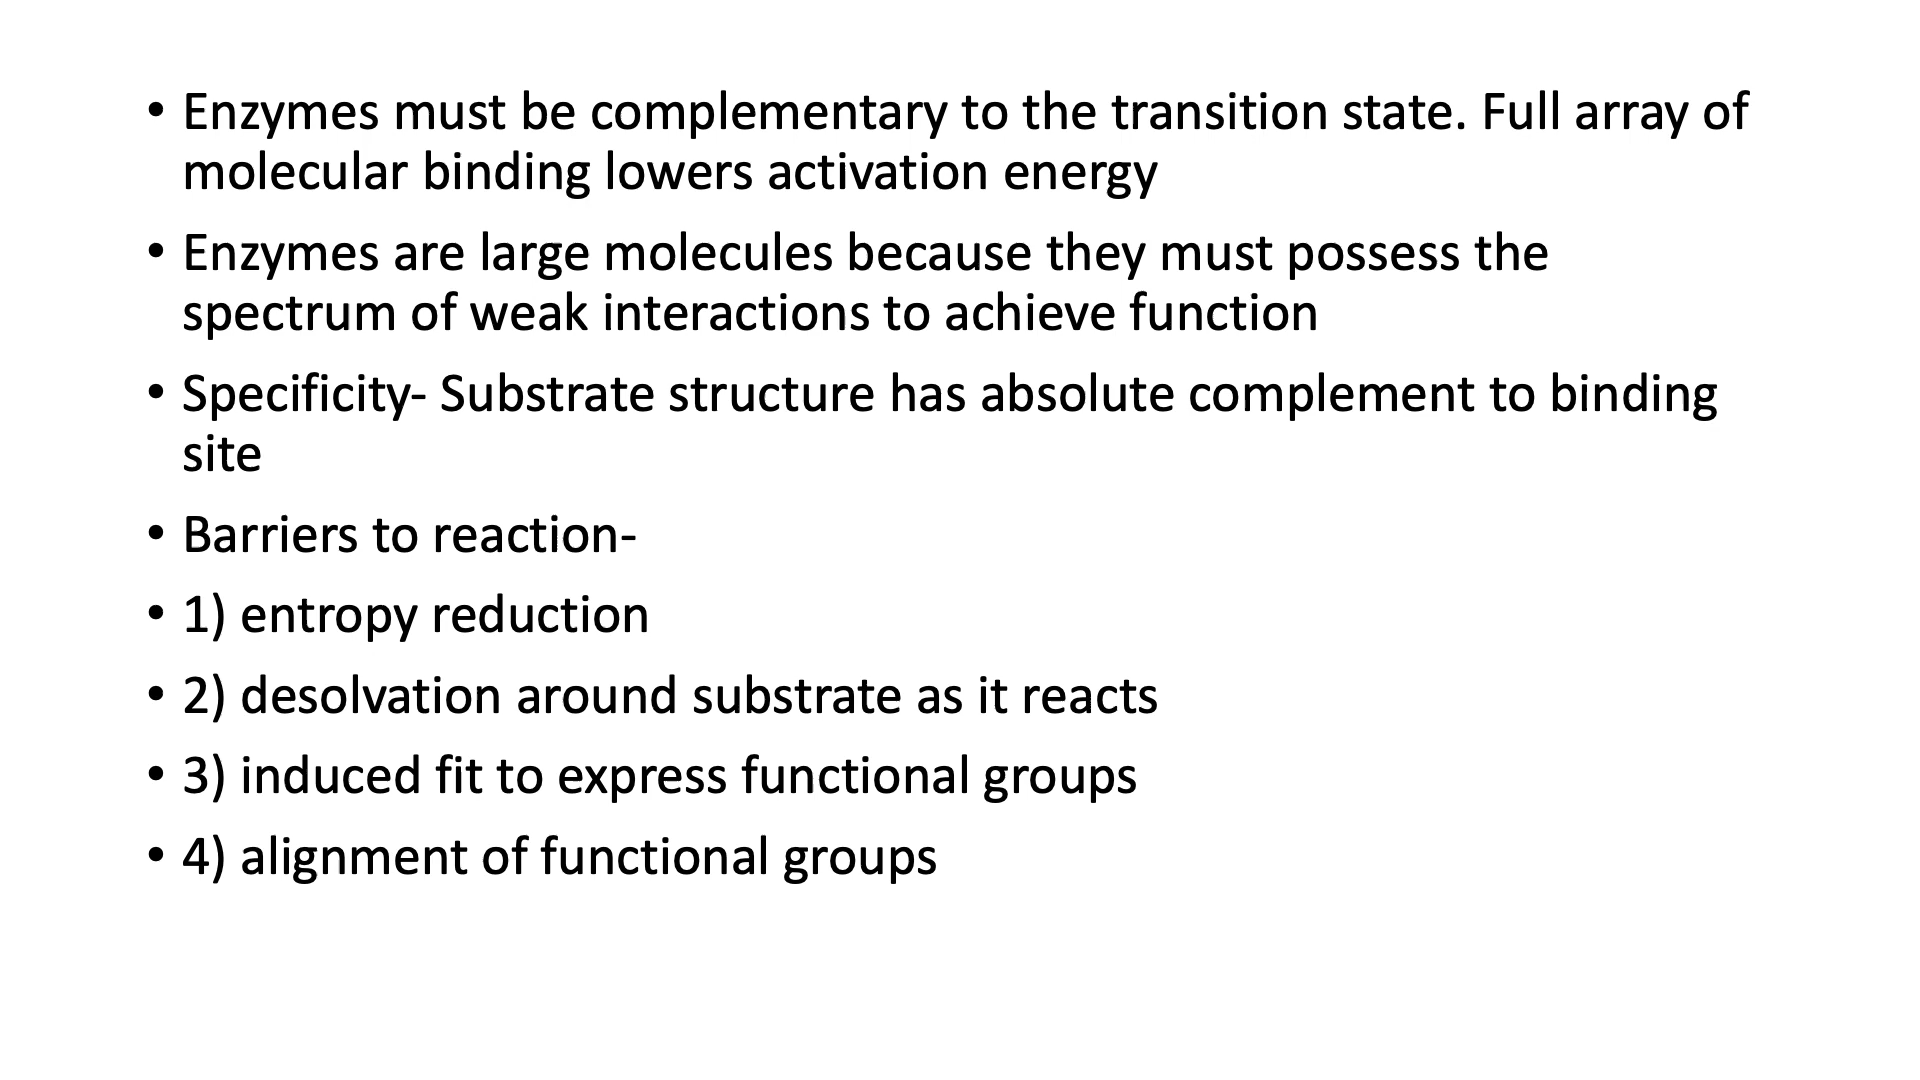 • Enzymes must be complementary to the transition state. Full array of
molecular binding lowers activation energy
• Enzymes are large molecules because they must possess the
spectrum of weak interactions to achieve function
• Specificity- Substrate structure has absolute complement to binding
site
• Barriers to reaction-
• 1) entropy reduction
• 2) desolvation around substrate as it reacts
• 3) induced fit to express functional groups
• 4) alignment of functional groups